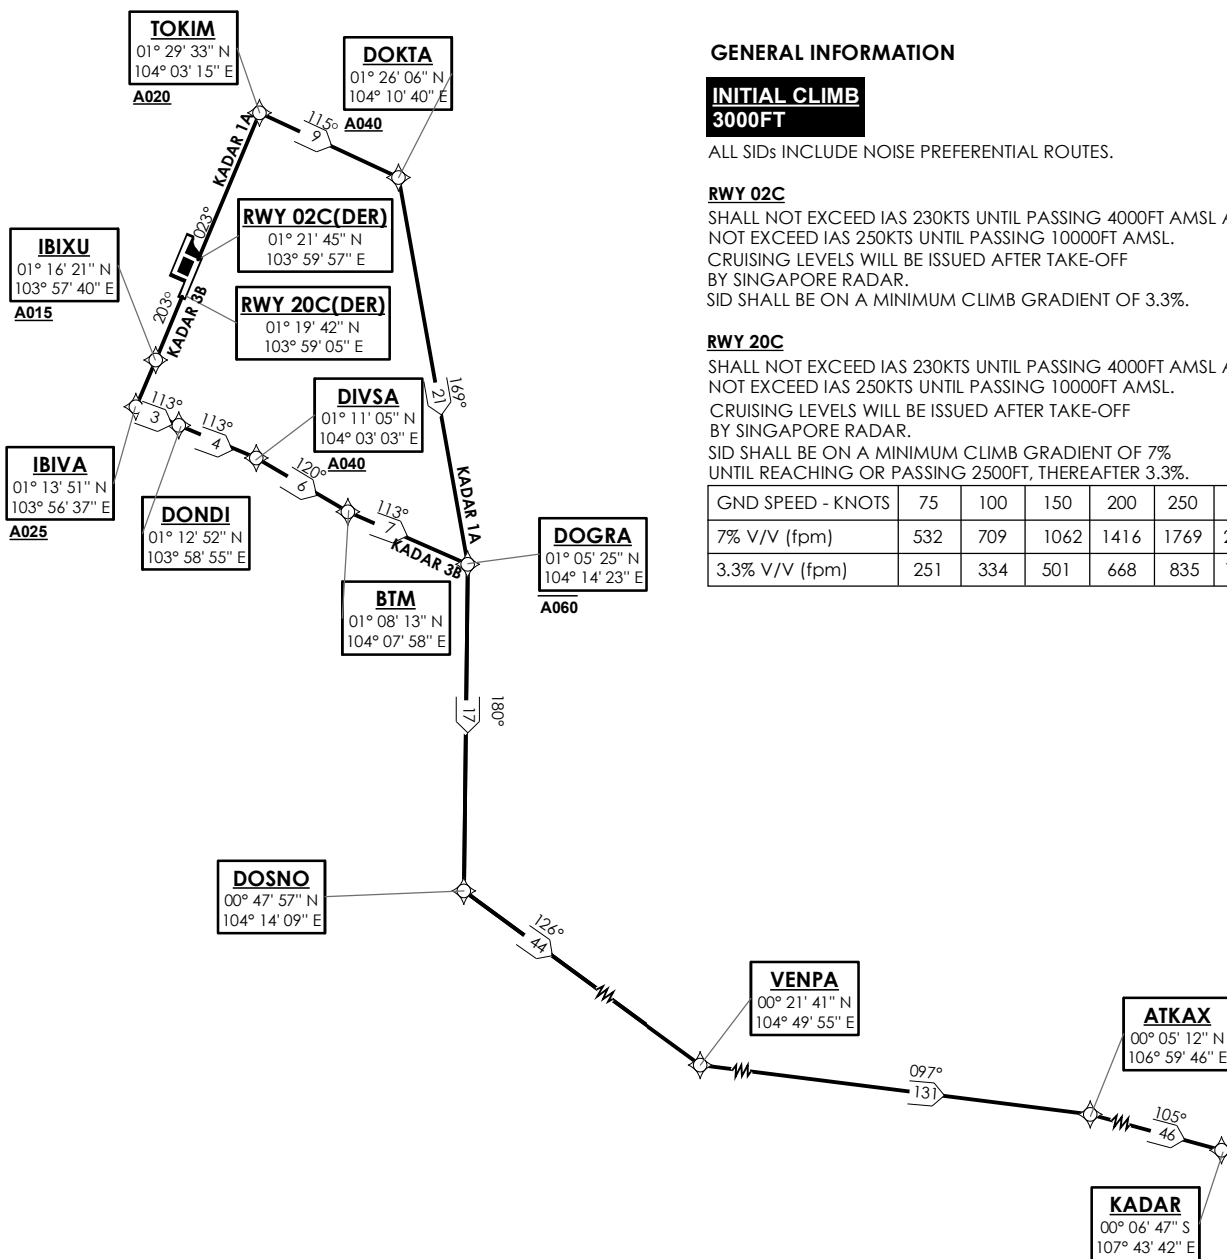 TOKIM
01° 29' 33" N
104° 03' 15" E
A020
DOKTA
01° 26' 06" N
104° 10' 40" E
A040
115°
9
KADAR 1A
023°
RWY 02C(DER)
01° 21' 45" N
103° 59' 57" E
IBIXU
01° 16' 21" N
103° 57' 40" E
A015
203°
KADAR 3B
RWY 20C(DER)
01° 19' 42" N
103° 59' 05" E
DIVSA
01° 11' 05" N
104° 03' 03" E
A040
169°
21
KADAR 1A
113°
3
113°
4
120°
6
113°
7
KADAR 3B
IBIVA
01° 13' 51" N
103° 56' 37" E
A025
DONDI
01° 12' 52" N
103° 58' 55" E
BTM
01° 08' 13" N
104° 07' 58" E
DOGRA
01° 05' 25" N
104° 14' 23" E
A060
180°
17
DOSNO
00° 47' 57" N
104° 14' 09" E
126°
44
VENPA
00° 21' 41" N
104° 49' 55" E
097°
131
ATKAX
00° 05' 12" N
106° 59' 46" E
105°
46
KADAR
00° 06' 47" S
107° 43' 42" E
GENERAL INFORMATION
INITIAL CLIMB
3000FT
ALL SIDs INCLUDE NOISE PREFERENTIAL ROUTES.
RWY 02C
SHALL NOT EXCEED IAS 230KTS UNTIL PASSING 4000FT AMSL
NOT EXCEED IAS 250KTS UNTIL PASSING 10000FT AMSL.
CRUISING LEVELS WILL BE ISSUED AFTER TAKE-OFF
BY SINGAPORE RADAR.
SID SHALL BE ON A MINIMUM CLIMB GRADIENT OF 3.3%.
RWY 20C
SHALL NOT EXCEED IAS 230KTS UNTIL PASSING 4000FT AMSL
NOT EXCEED IAS 250KTS UNTIL PASSING 10000FT AMSL.
CRUISING LEVELS WILL BE ISSUED AFTER TAKE-OFF
BY SINGAPORE RADAR.
SID SHALL BE ON A MINIMUM CLIMB GRADIENT OF 7%
UNTIL REACHING OR PASSING 2500FT, THEREAFTER 3.3%.
GND SPEED - KNOTS 75 100 150 200 250
7% V/V (fpm) 532 709 1062 1416 1769
3.3% V/V (fpm) 251 334 501 668 835